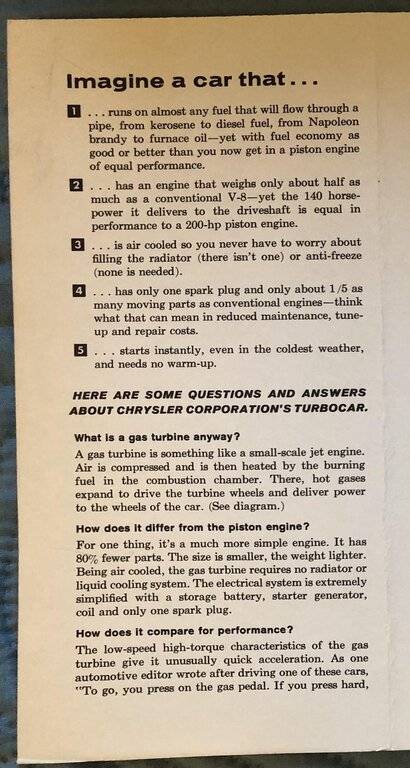 Imagine a car that...
1 ...runs on almost any fuel that will flow through a
pipe, from kerosene to diesel fuel, from Napoleon
brandy to furnace oil—yet with fuel economy as
good or better than you now get in a piston engine
of equal performance.
2 ... has an engine that weighs only about half as
much as a conventional V-8—yet the 140 horse-
power it delivers to the driveshaft is equal in
performance to a 200-hp piston engine.
3 ... is air cooled so you never have to worry about
filling the radiator (there isn't one) or anti-freeze
(none is needed).
4 ... has only one spark plug and only about 1/5 as
many moving parts as conventional engines—think
what that can mean in reduced maintenance, tune-
up and repair costs.
5 ... starts instantly, even in the coldest weather,
and needs no warm-up.
HERE ARE SOME QUESTIONS AND ANSWERS
ABOUT CHRYSLER CORPORATION'S TURBOCAR.
What is a gas turbine anyway?
A gas turbine is something like a small-scale jet engine.
Air is compressed and is then heated by the burning
fuel in the combustion chamber. There, hot gases
expand to drive the turbine wheels and deliver power
to the wheels of the car. (See diagram.)
How does it differ from the piston engine?
For one thing, it's a much more simple engine. It has
80% fewer parts. The size is smaller, the weight lighter.
Being air cooled, the gas turbine requires no radiator or
liquid cooling system. The electrical system is extremely
simplified with a storage battery, starter generator,
coil and only one spark plug.
How does it compare for performance?
The low-speed high-torque characteristics of the gas
turbine give it unusually quick acceleration. As one
automotive editor wrote after driving one of these cars,
"To go, you press on the gas pedal. If you press hard,